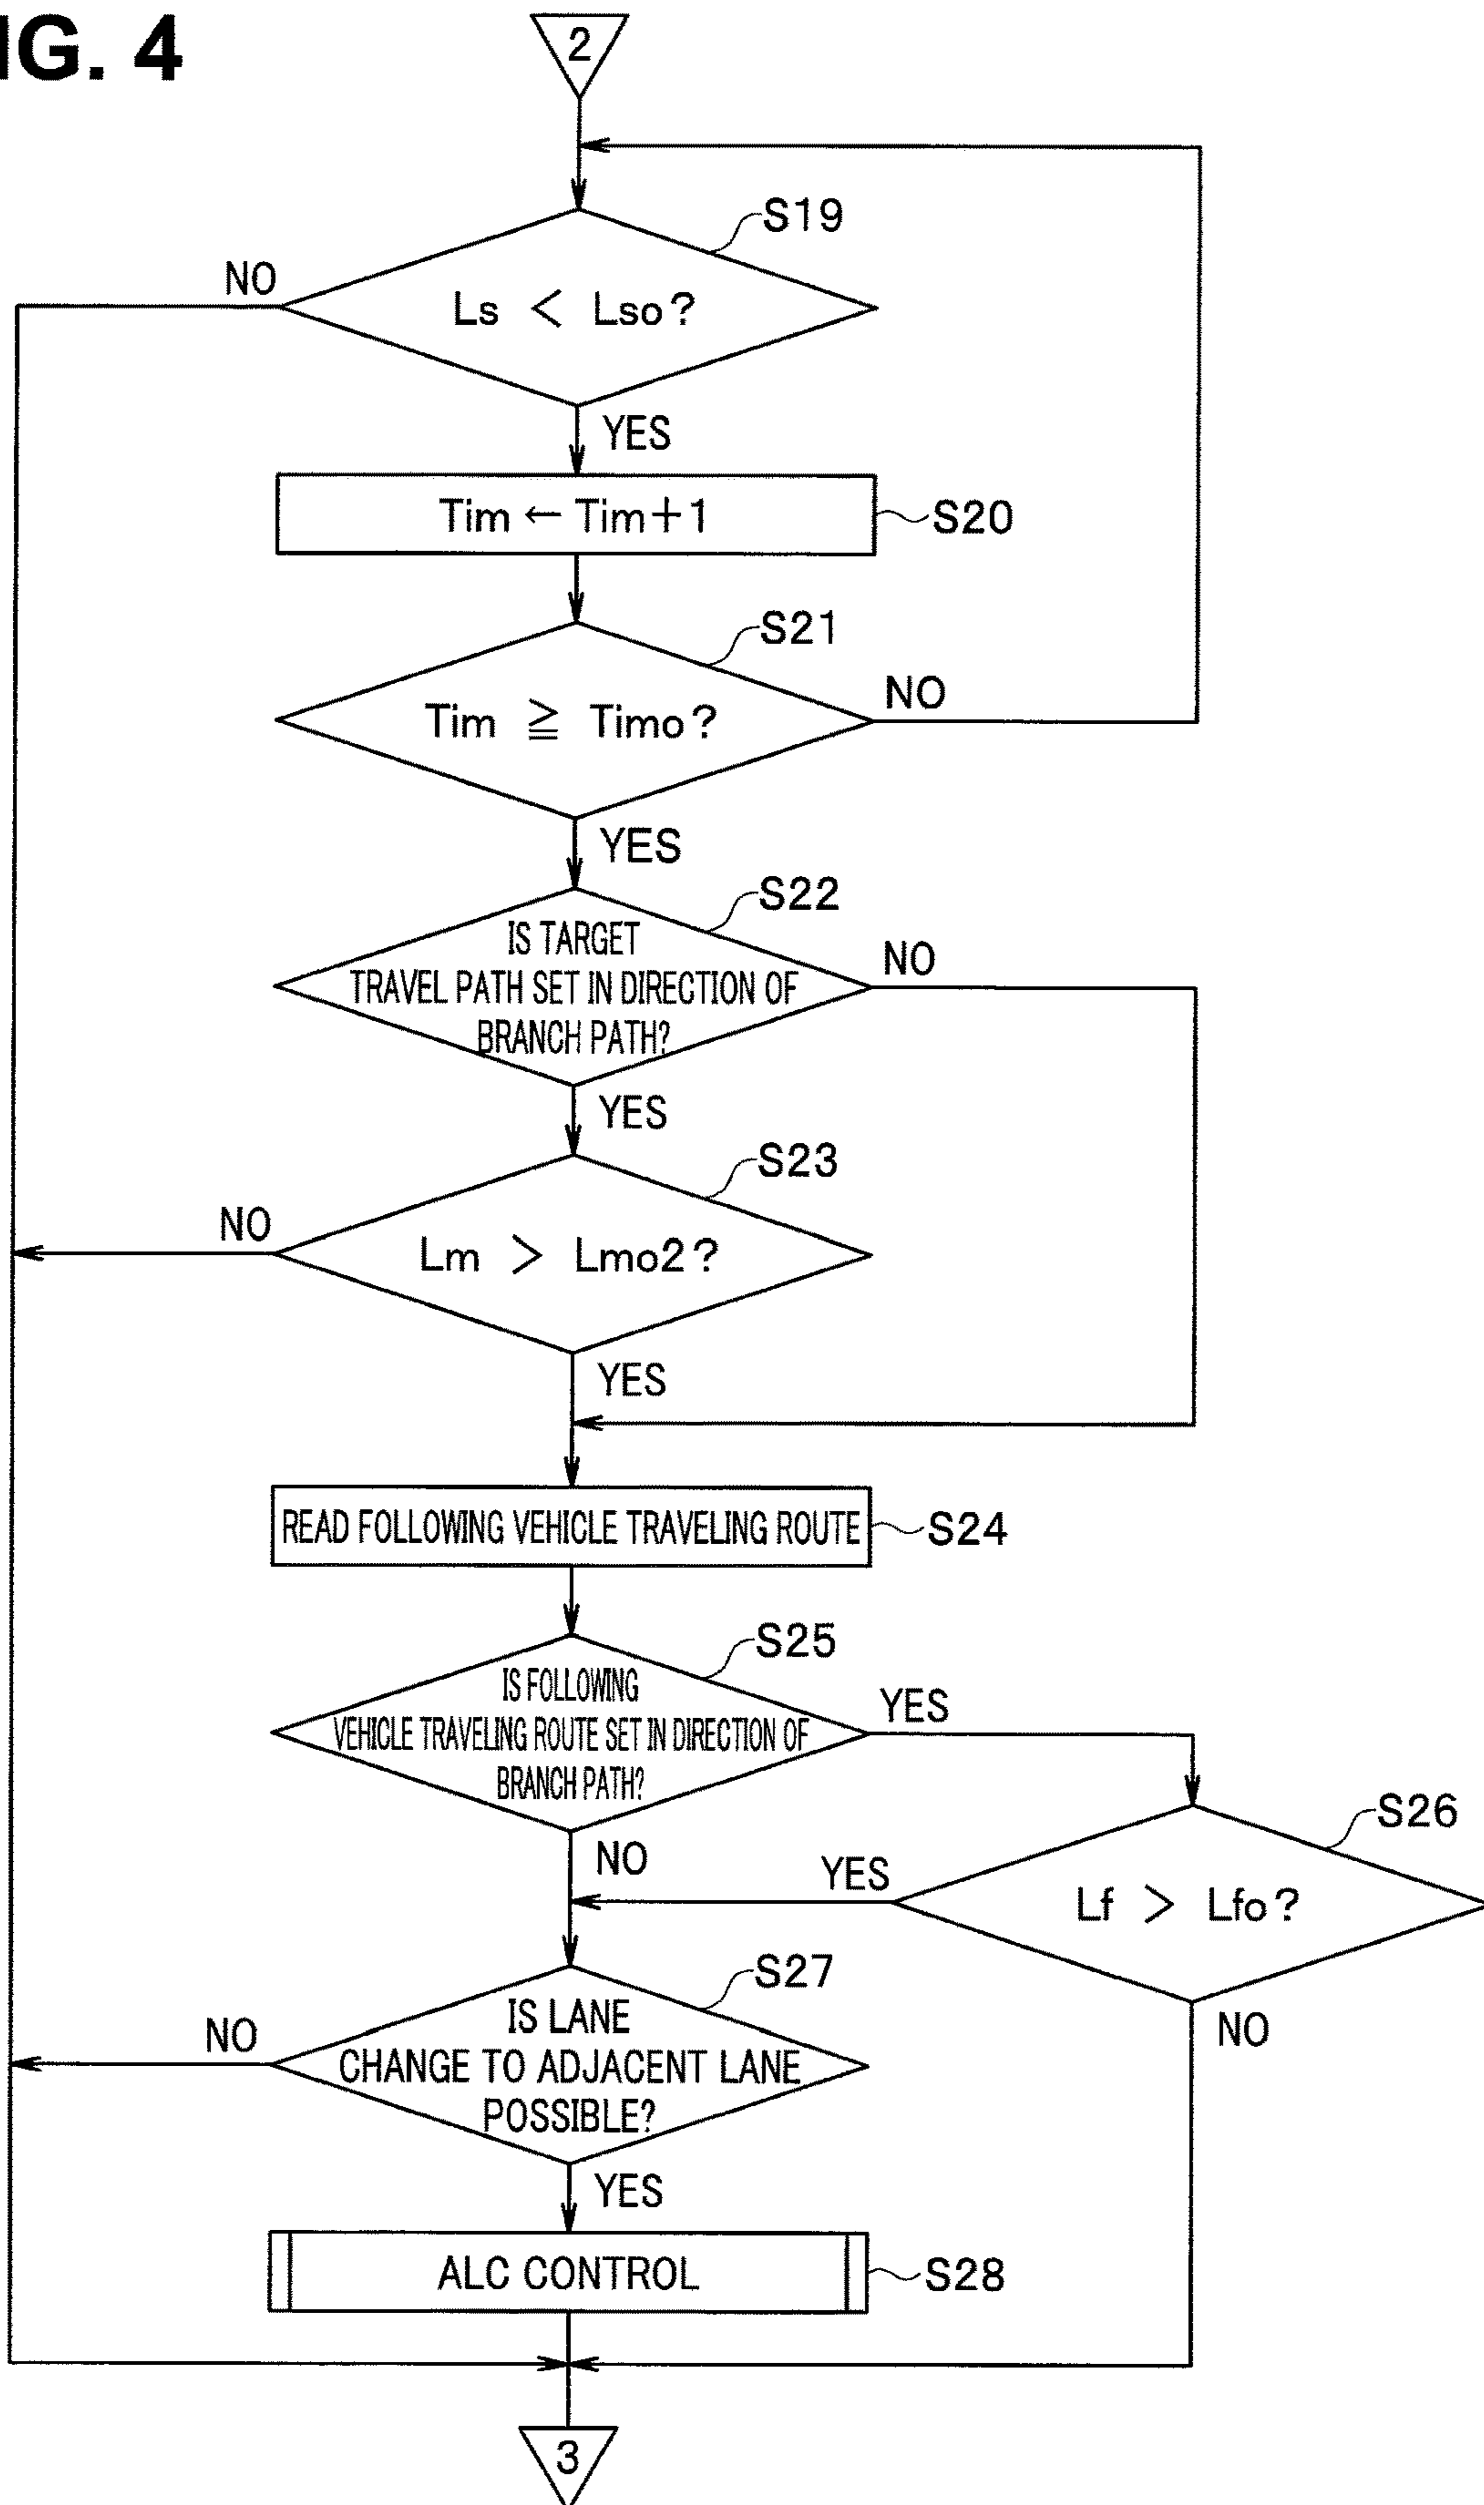 IG. 4
2
S19
NO
Ls < Lso?
YES
Tim ← Tim+1
S20
S21
NO
Tim ≧ Timo?
YES
S22
IS TARGET
TRAVEL PATH SET IN DIRECTION OF
BRANCH PATH?
NO
YES
S23
NO
Lm > Lmo2?
YES
READ FOLLOWING VEHICLE TRAVELING ROUTE
S24
S25
IS FOLLOWING
VEHICLE TRAVELING ROUTE SET IN DIRECTION OF
BRANCH PATH?
YES
S26
NO
YES
Lf > Lfo?
S27
NO
IS LANE
CHANGE TO ADJACENT LANE
POSSIBLE?
NO
YES
ALC CONTROL
S28
3